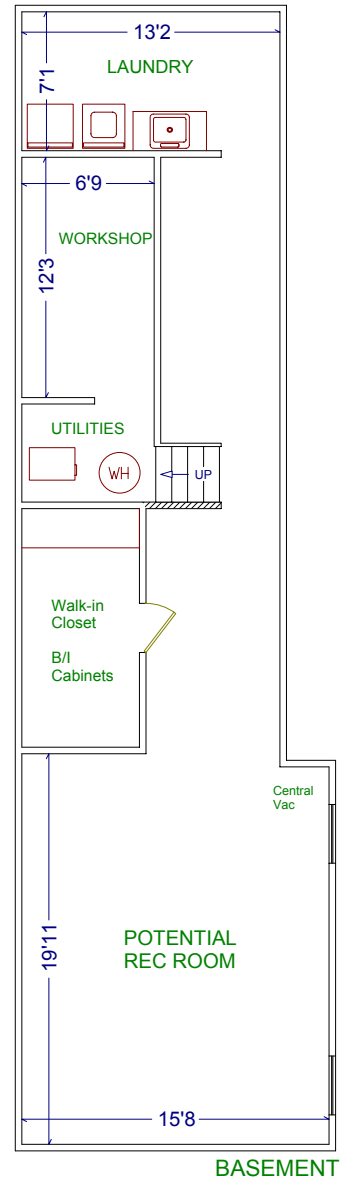 13'2
LAUNDRY
7'1
6'9
WORKSHOP
12'3
UTILITIES
WH
UP
Walk-in
Closet
B/I
Cabinets
Central
Vac
POTENTIAL
REC ROOM
19'11
15'8
BASEMENT